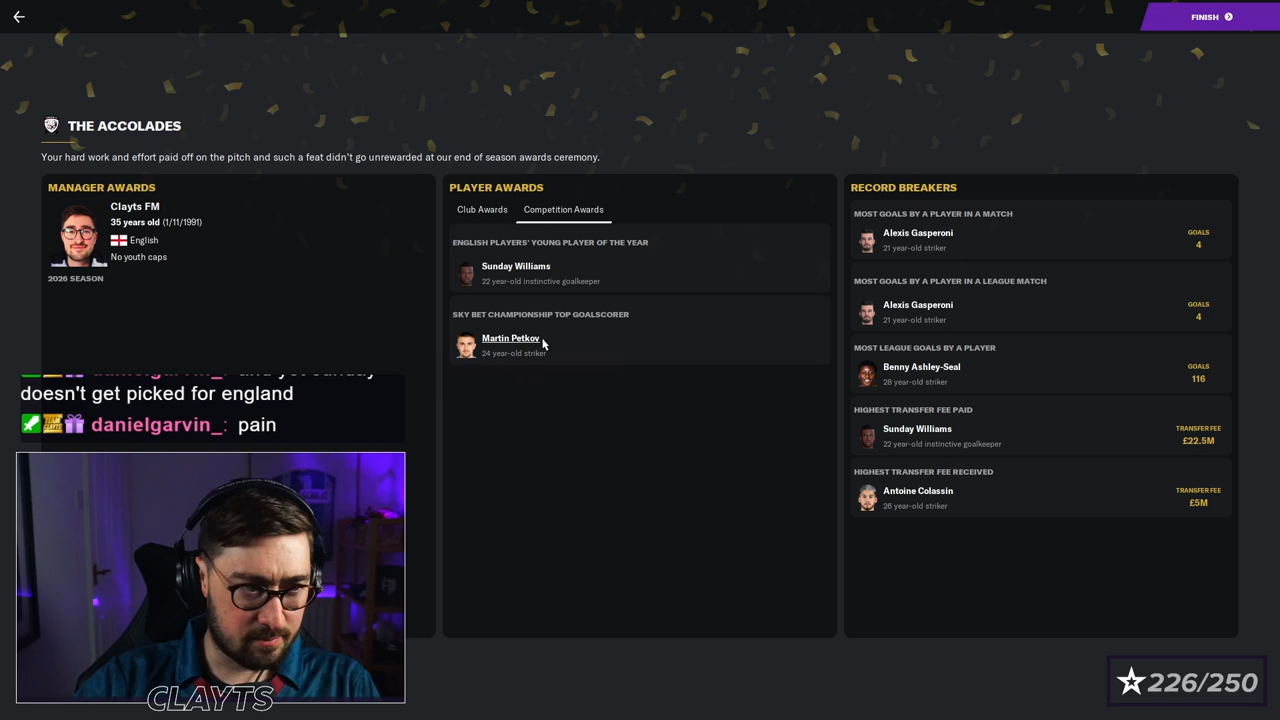 FINISH
THE ACCOLADES
Your hard work and effort paid off on the pitch and such a feat didn't go unrewarded at our end of season awards ceremony.
MANAGER AWARDS
Clayts FM
35 years old (1/11/1991)
English
No youth caps
2026 SEASON
PLAYER AWARDS
Club Awards Competition Awards
ENGLISH PLAYERS' YOUNG PLAYER OF THE YEAR
Sunday Williams
22 year-old instinctive goalkeeper
SKY BET CHAMPIONSHIP TOP GOALSCORER
Martin Petkov
24 year-old striker
RECORD BREAKERS
MOST GOALS BY A PLAYER IN A MATCH
Alexis Gasperoni
21 year-old striker
GOALS
4
MOST GOALS BY A PLAYER IN A LEAGUE MATCH
Alexis Gasperoni
21 year-old striker
GOALS
4
MOST LEAGUE GOALS BY A PLAYER
Benny Ashley-Seal
28 year-old striker
GOALS
116
HIGHEST TRANSFER FEE PAID
Sunday Williams
22 year-old instinctive goalkeeper
TRANSFER FEE
£22.5M
HIGHEST TRANSFER FEE RECEIVED
Antoine Colassin
26 year-old striker
TRANSFER FEE
£5M
doesn't get picked for england
danielgarvin_: pain
CLAYTS
226/250